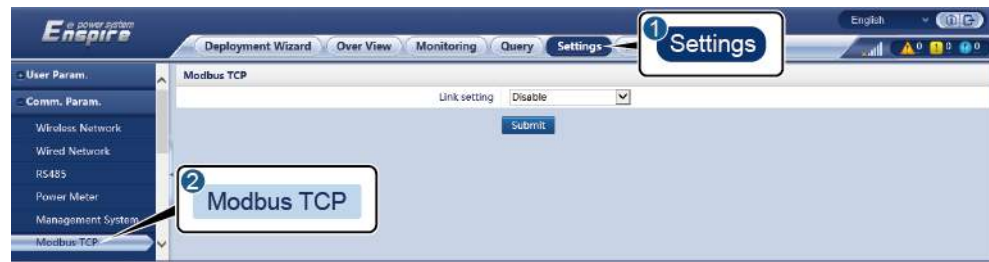 e power system
Enspire
English
Deployment Wizard Over View Monitoring Query Settings
1 Settings
0 0 0
User Param.
Modbus TCP
Comm. Param.
Link setting Disable
Wireless Network
Submit
Wired Network
RS485
Power Meter
2 Modbus TCP
Management System
Modbus TCP